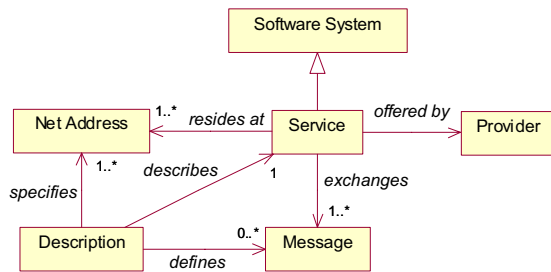 Software System
1..*
resides at
offered by
Net Address
Service
Provider
1..*
describes
1
exchanges
specifies
1..*
0..*
Description
Message
defines